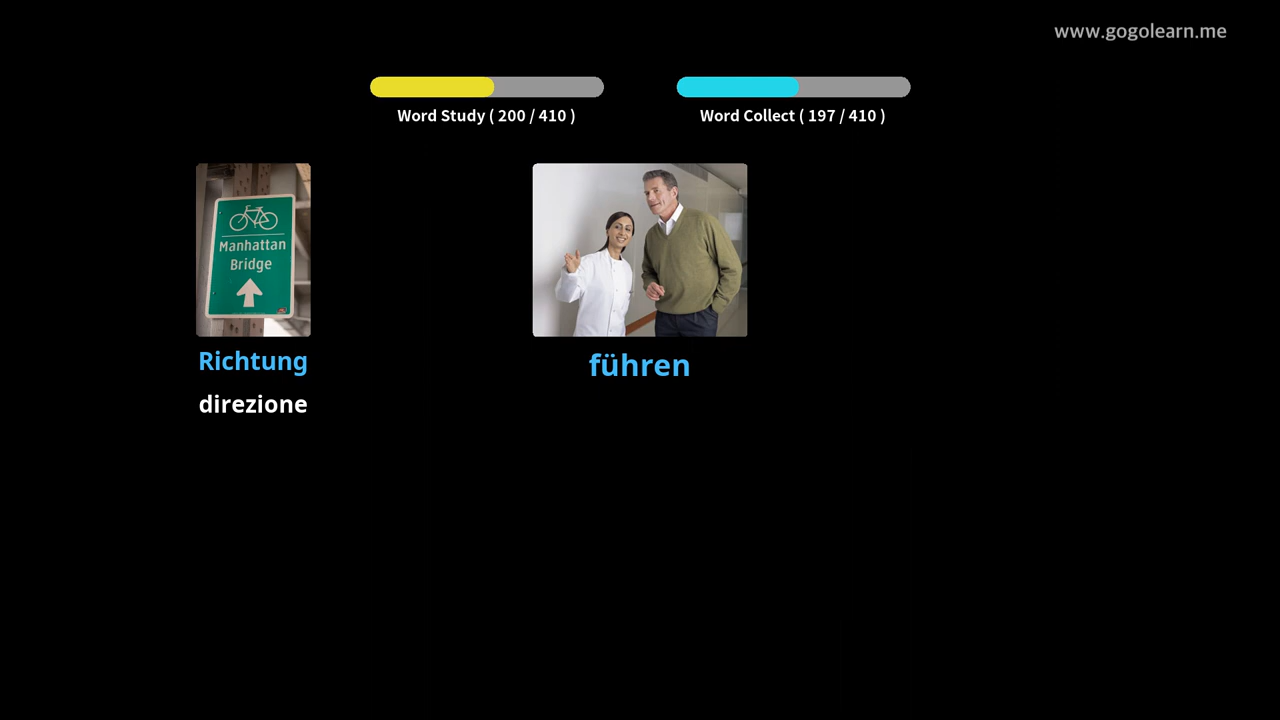 www.gogolearn.me
Word Study ( 200 / 410 )
Word Collect ( 197 / 410 )
Manhattan
Bridge
Richtung
direzione
führen